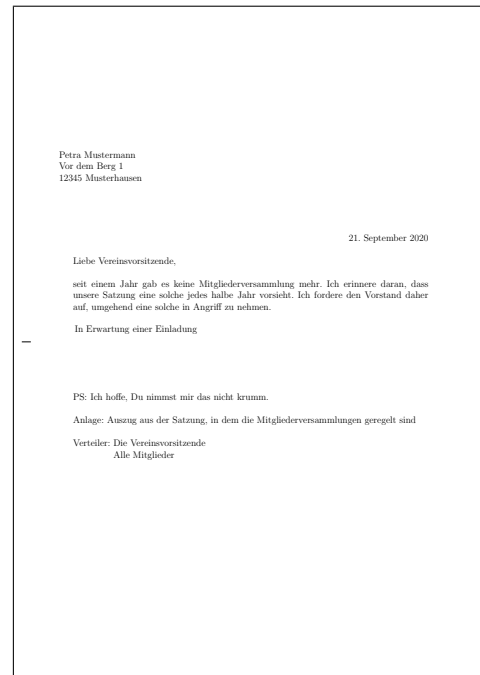 Petra Mustermann
Vor dem Berg 1
12345 Musterhausen
21. September 2020
Liebe Vereinsvorsitzende,
seit einem Jahr gab es keine Mitgliederversammlung mehr. Ich erinnere daran, dass
unsere Satzung eine solche jedes halbe Jahr vorsieht. Ich fordere den Vorstand daher
auf, umgehend eine solche in Angriff zu nehmen.
In Erwartung einer Einladung
PS: Ich hoffe, Du nimmst mir das nicht krumm.
Anlage: Auszug aus der Satzung, in dem die Mitgliederversammlungen geregelt sind
Verteiler: Die Vereinsvorsitzende
Alle Mitglieder